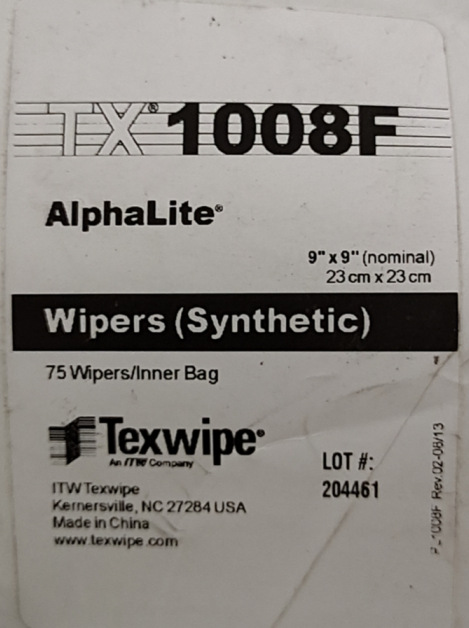 TX® 1008F
AlphaLite®
9" x 9" (nominal)
23 cm x 23 cm
Wipers (Synthetic)
75 Wipers/Inner Bag
Texwipe®
An ITW Company
LOT #:
204461
ITW Texwipe
Kernersville, NC 27284 USA
Made in China
www.texwipe.com
P_1008F Rev.02-08/13